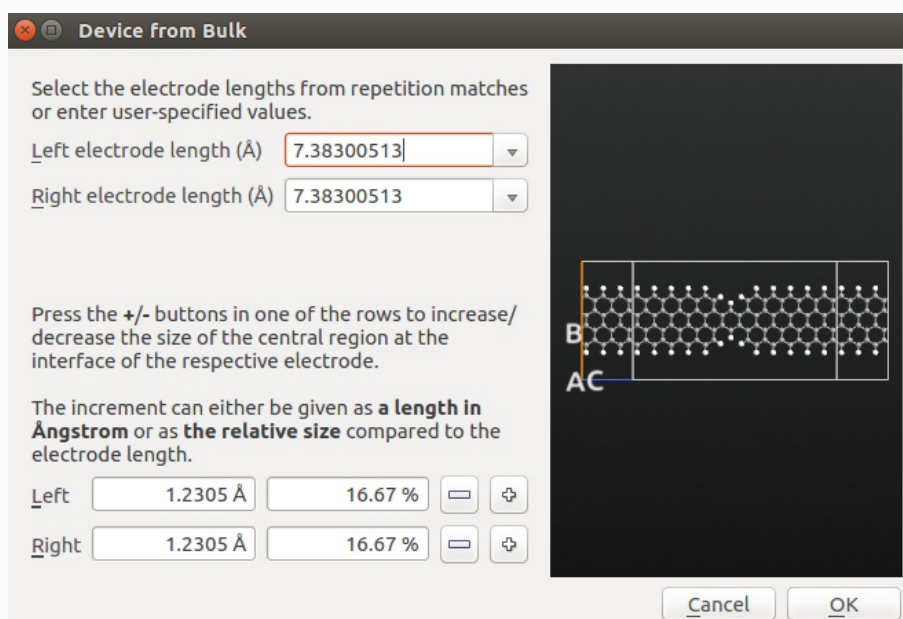 Device from Bulk
Select the electrode lengths from repetition matches
or enter user-specified values.
Left electrode length (Å) 7.38300513
Right electrode length (Å) 7.38300513
Press the +/- buttons in one of the rows to increase/
decrease the size of the central region at the
interface of the respective electrode.
The increment can either be given as a length in
Ångstrom or as the relative size compared to the
electrode length.
Left 1.2305 Å 16.67 %
Right 1.2305 Å 16.67 %
B
AC
Cancel OK